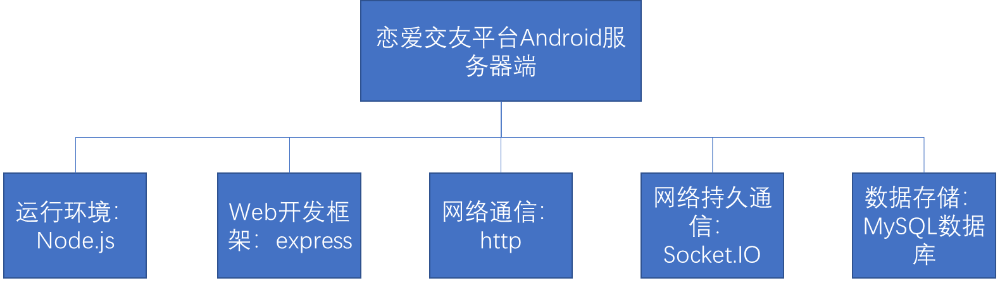 恋爱交友平台Android服
务器端
运行环境：
Node.js
Web开发框
架： express
网络通信：
http
网络持久通
信：
Socket.IO
数据存储：
MySQL数据
库